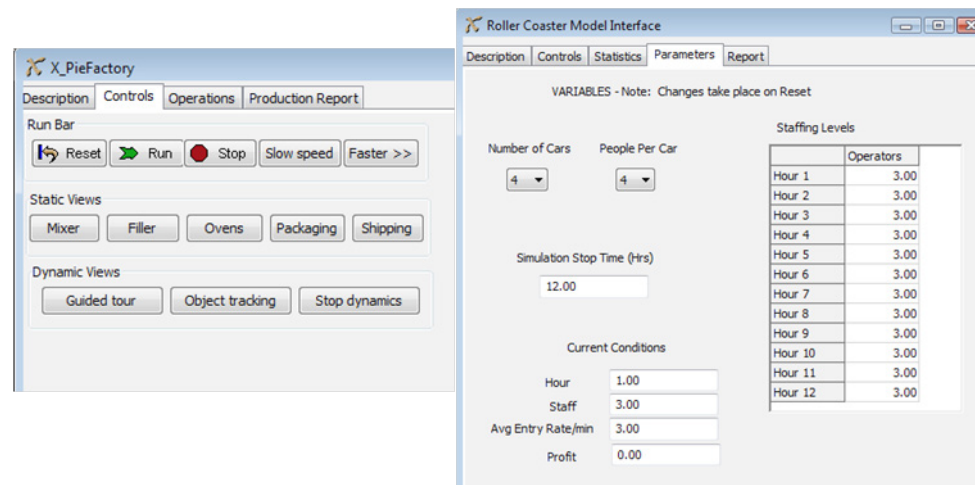 X_PieFactory
Description Controls Operations Production Report
Run Bar
Reset Run Stop Slow speed Faster >>
Static Views
Mixer Filler Ovens Packaging Shipping
Dynamic Views
Guided tour Object tracking Stop dynamics
Roller Coaster Model Interface
Description Controls Statistics Parameters Report
VARIABLES - Note: Changes take place on Reset
Number of Cars People Per Car
4 4
Simulation Stop Time (Hrs)
12.00
Current Conditions
Hour 1.00
Staff 3.00
Avg Entry Rate/min 3.00
Profit 0.00
Staffing Levels
Operators
Hour 1 3.00
Hour 2 3.00
Hour 3 3.00
Hour 4 3.00
Hour 5 3.00
Hour 6 3.00
Hour 7 3.00
Hour 8 3.00
Hour 9 3.00
Hour 10 3.00
Hour 11 3.00
Hour 12 3.00